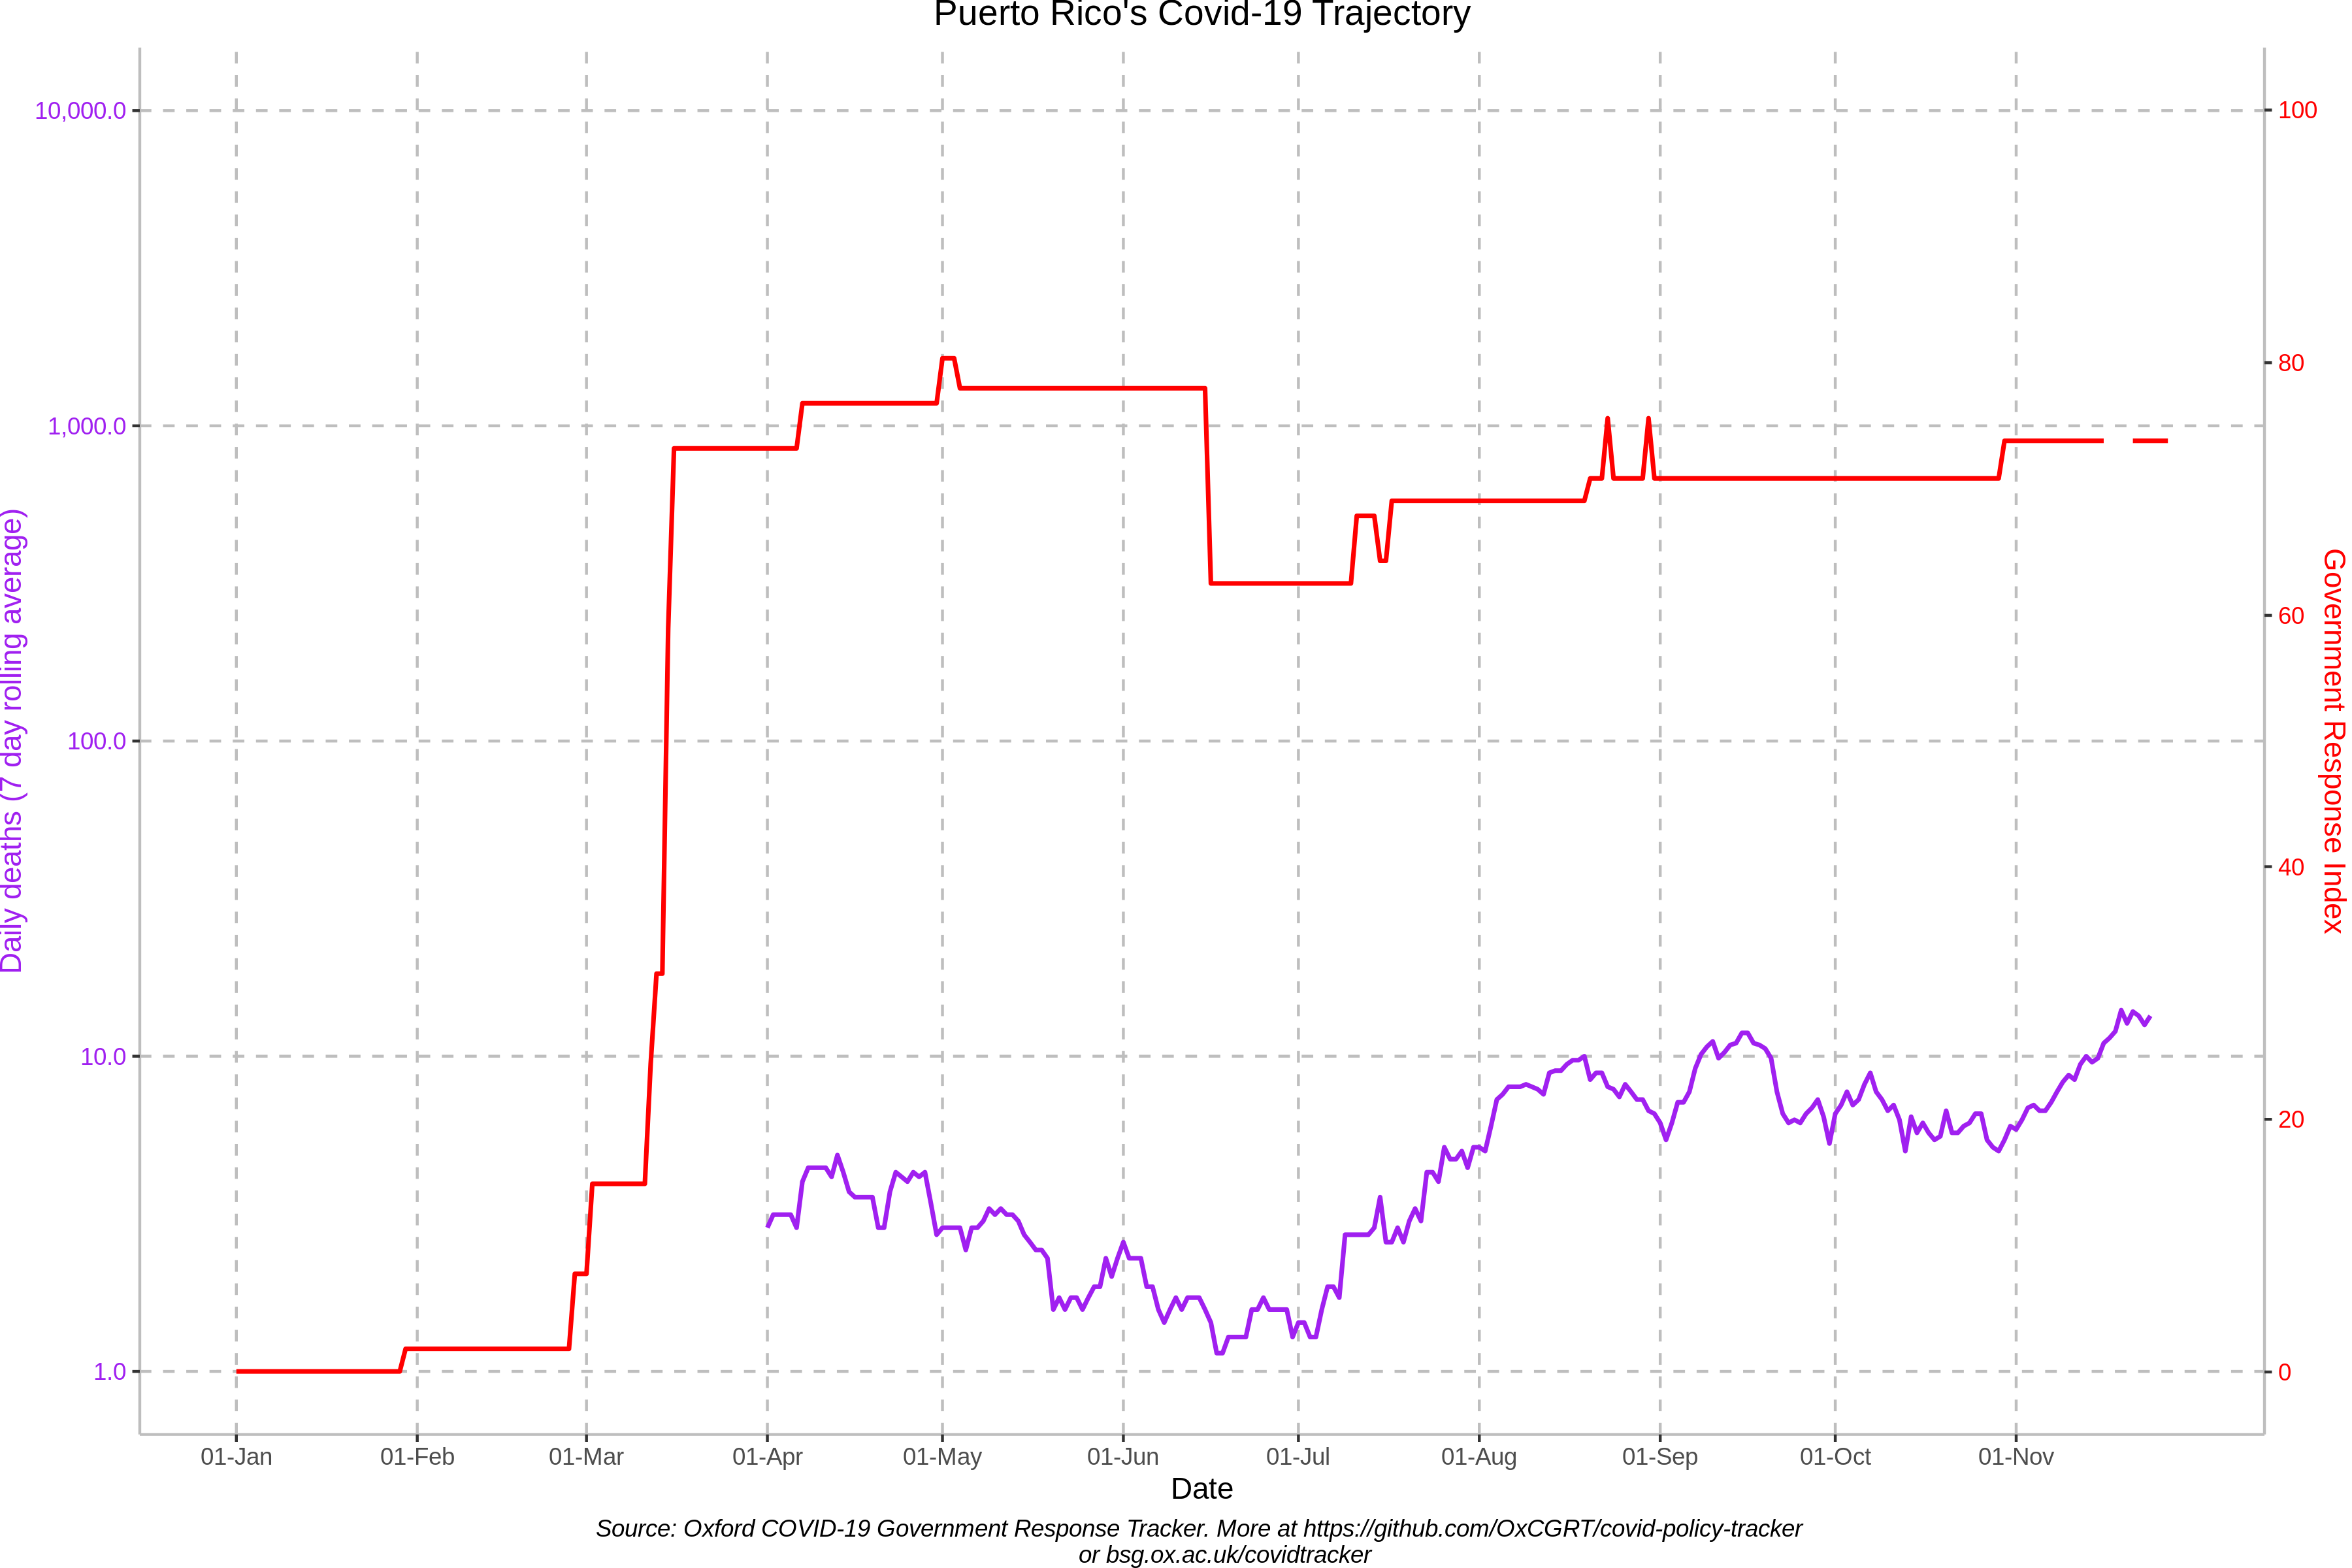 Puerto Rico's Covid-19 Trajectory
10,000.0
1,000.0
100.0
10.0
1.0
Daily deaths (7 day rolling average)
100
80
60
40
20
0
Government Response Index
01-Jan
01-Feb
01-Mar
01-Apr
01-May
01-Jun
01-Jul
01-Aug
01-Sep
01-Oct
01-Nov
Date
Source: Oxford COVID-19 Government Response Tracker. More at https://github.com/OxCGRT/covid-policy-tracker
or bsg.ox.ac.uk/covidtracker